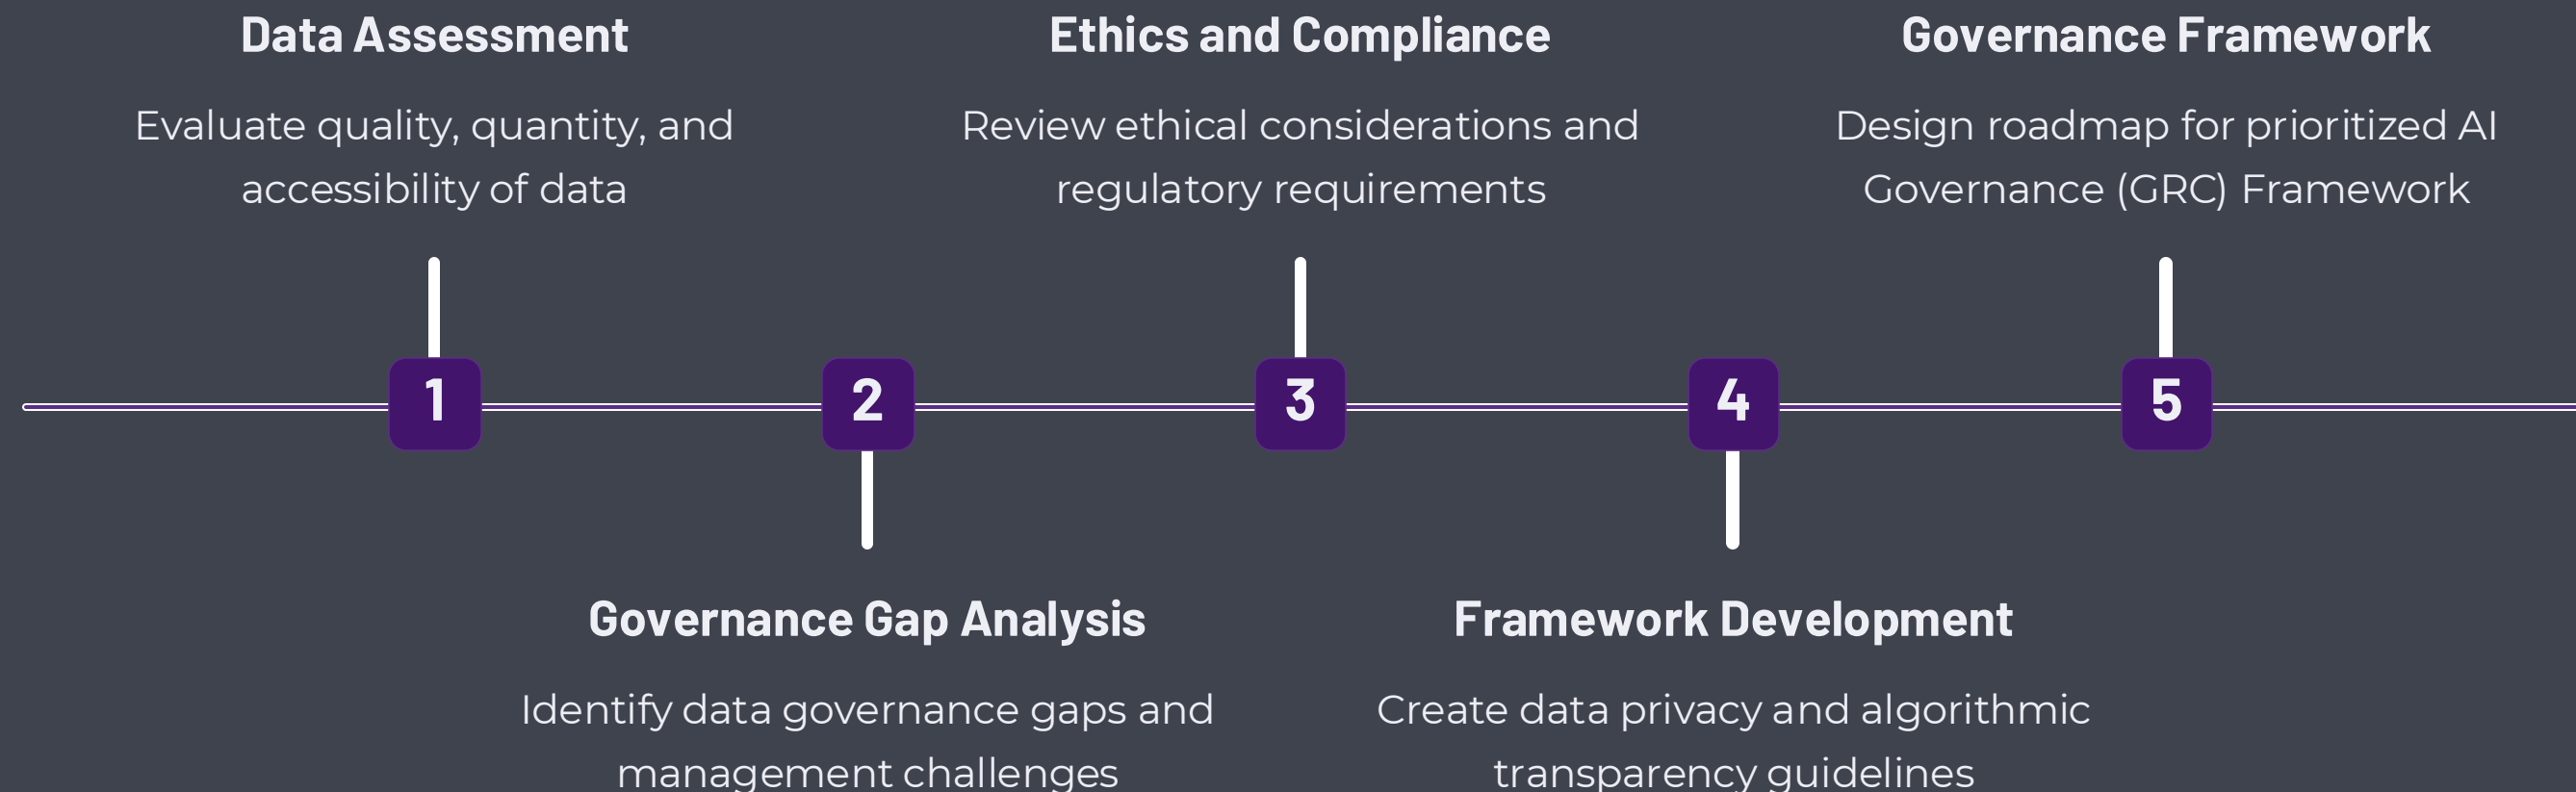 Data Assessment
Evaluate quality, quantity, and
accessibility of data
Ethics and Compliance
Review ethical considerations and
regulatory requirements
Governance Framework
Design roadmap for prioritized AI
Governance (GRC) Framework
1
2
3
4
5
Governance Gap Analysis
Identify data governance gaps and
management challenges
Framework Development
Create data privacy and algorithmic
transparency guidelines